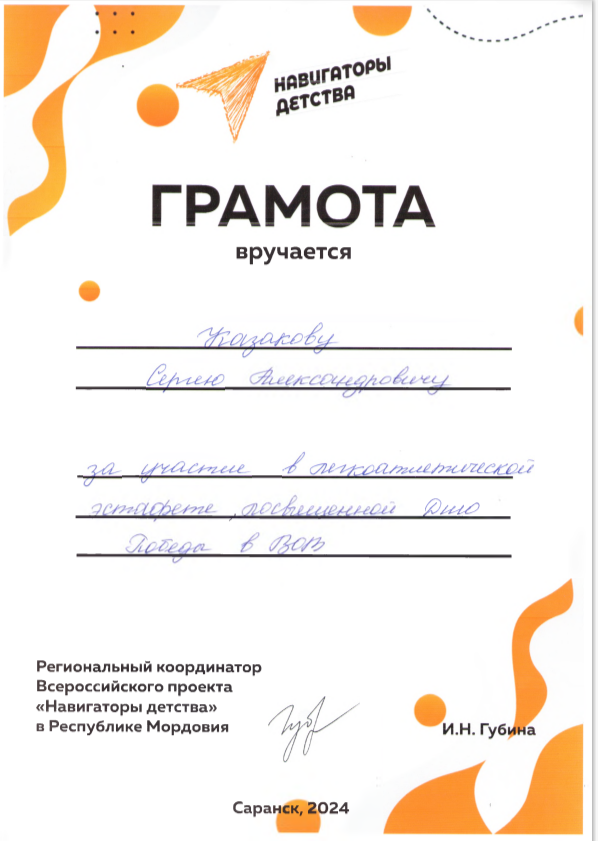 НАВИГАТОРЫ
ДЕТСТВА
ГРАМОТА
вручается
Казакову
Сергею Александровичу
за участие в легкоатлетической
эстафете, посвященной Дню
Победы в ВОВ
Региональный координатор
Всероссийского проекта
«Навигаторы детства»
в Республике Мордовия
И.Н. Губина
Саранск, 2024